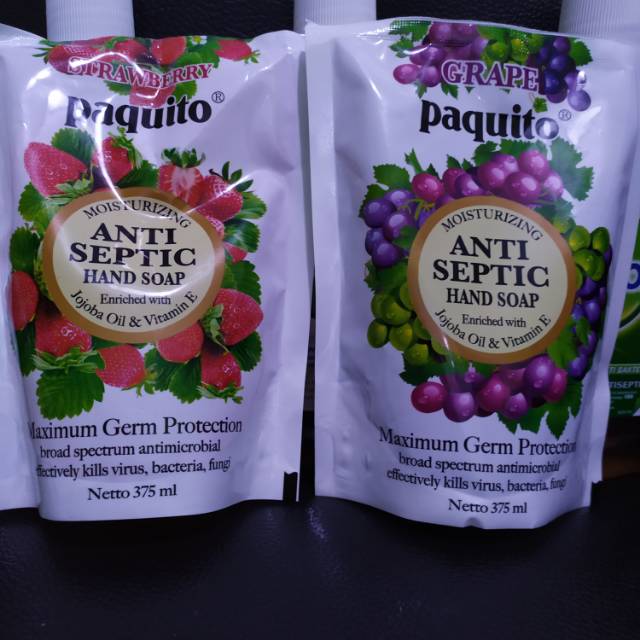 STRAWBERRY
paquito®
MOISTURIZING
ANTI
SEPTIC
HAND SOAP
Enriched with
Jojoba Oil & Vitamin E
Maximum Germ Protection
broad spectrum antimicrobial
effectively kills virus, bacteria, fungi
Netto 375 ml
GRAPE
paquito®
MOISTURIZING
ANTI
SEPTIC
HAND SOAP
Enriched with
Jojoba Oil & Vitamin E
Maximum Germ Protection
broad spectrum antimicrobial
effectively kills virus, bacteria, fungi
Netto 375 ml